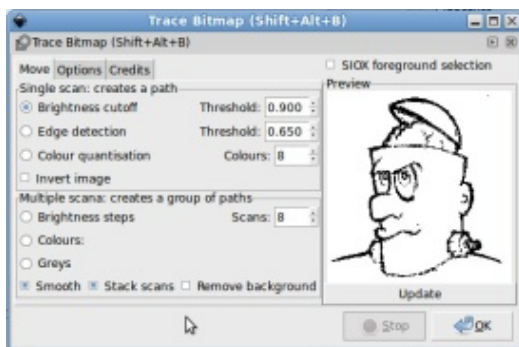 Trace Bitmap (Shift+Alt+B)
Trace Bitmap (Shift+Alt+B)
Move Options Credits
SIOX foreground selection
Single scan: creates a path
Preview
Brightness cutoff Threshold: 0.900
Edge detection Threshold: 0.650
Colour quantisation Colours: 8
Invert image
Multiple scana: creates a group of paths
Brightness steps Scans: 8
Colours:
Greys
Smooth Stack scans Remove background
Update
Stop OK